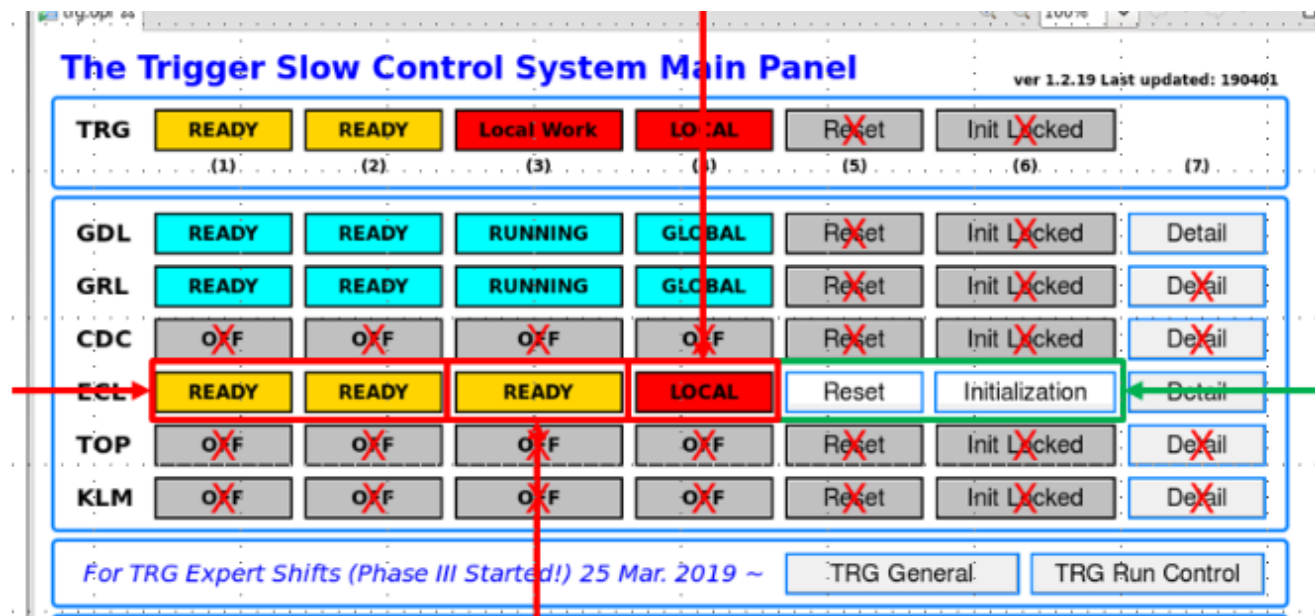 trg.opi
100%
The Trigger Slow Control System Main Panel
ver 1.2.19 Last updated: 190401
TRG READY READY Local Work LOCAL Reset Init Locked
(1) (2) (3) (4) (5) (6) (7)
GDL READY READY RUNNING GLOBAL Reset Init Locked Detail
GRL READY READY RUNNING GLOBAL Reset Init Locked Detail
CDC OFF OFF OFF OFF Reset Init Locked Detail
ECL READY READY READY LOCAL Reset Initialization Detail
TOP OFF OFF OFF OFF Reset Init Locked Detail
KLM OFF OFF OFF OFF Reset Init Locked Detail
For TRG Expert Shifts (Phase III Started!) 25 Mar. 2019 ~ TRG General TRG Run Control